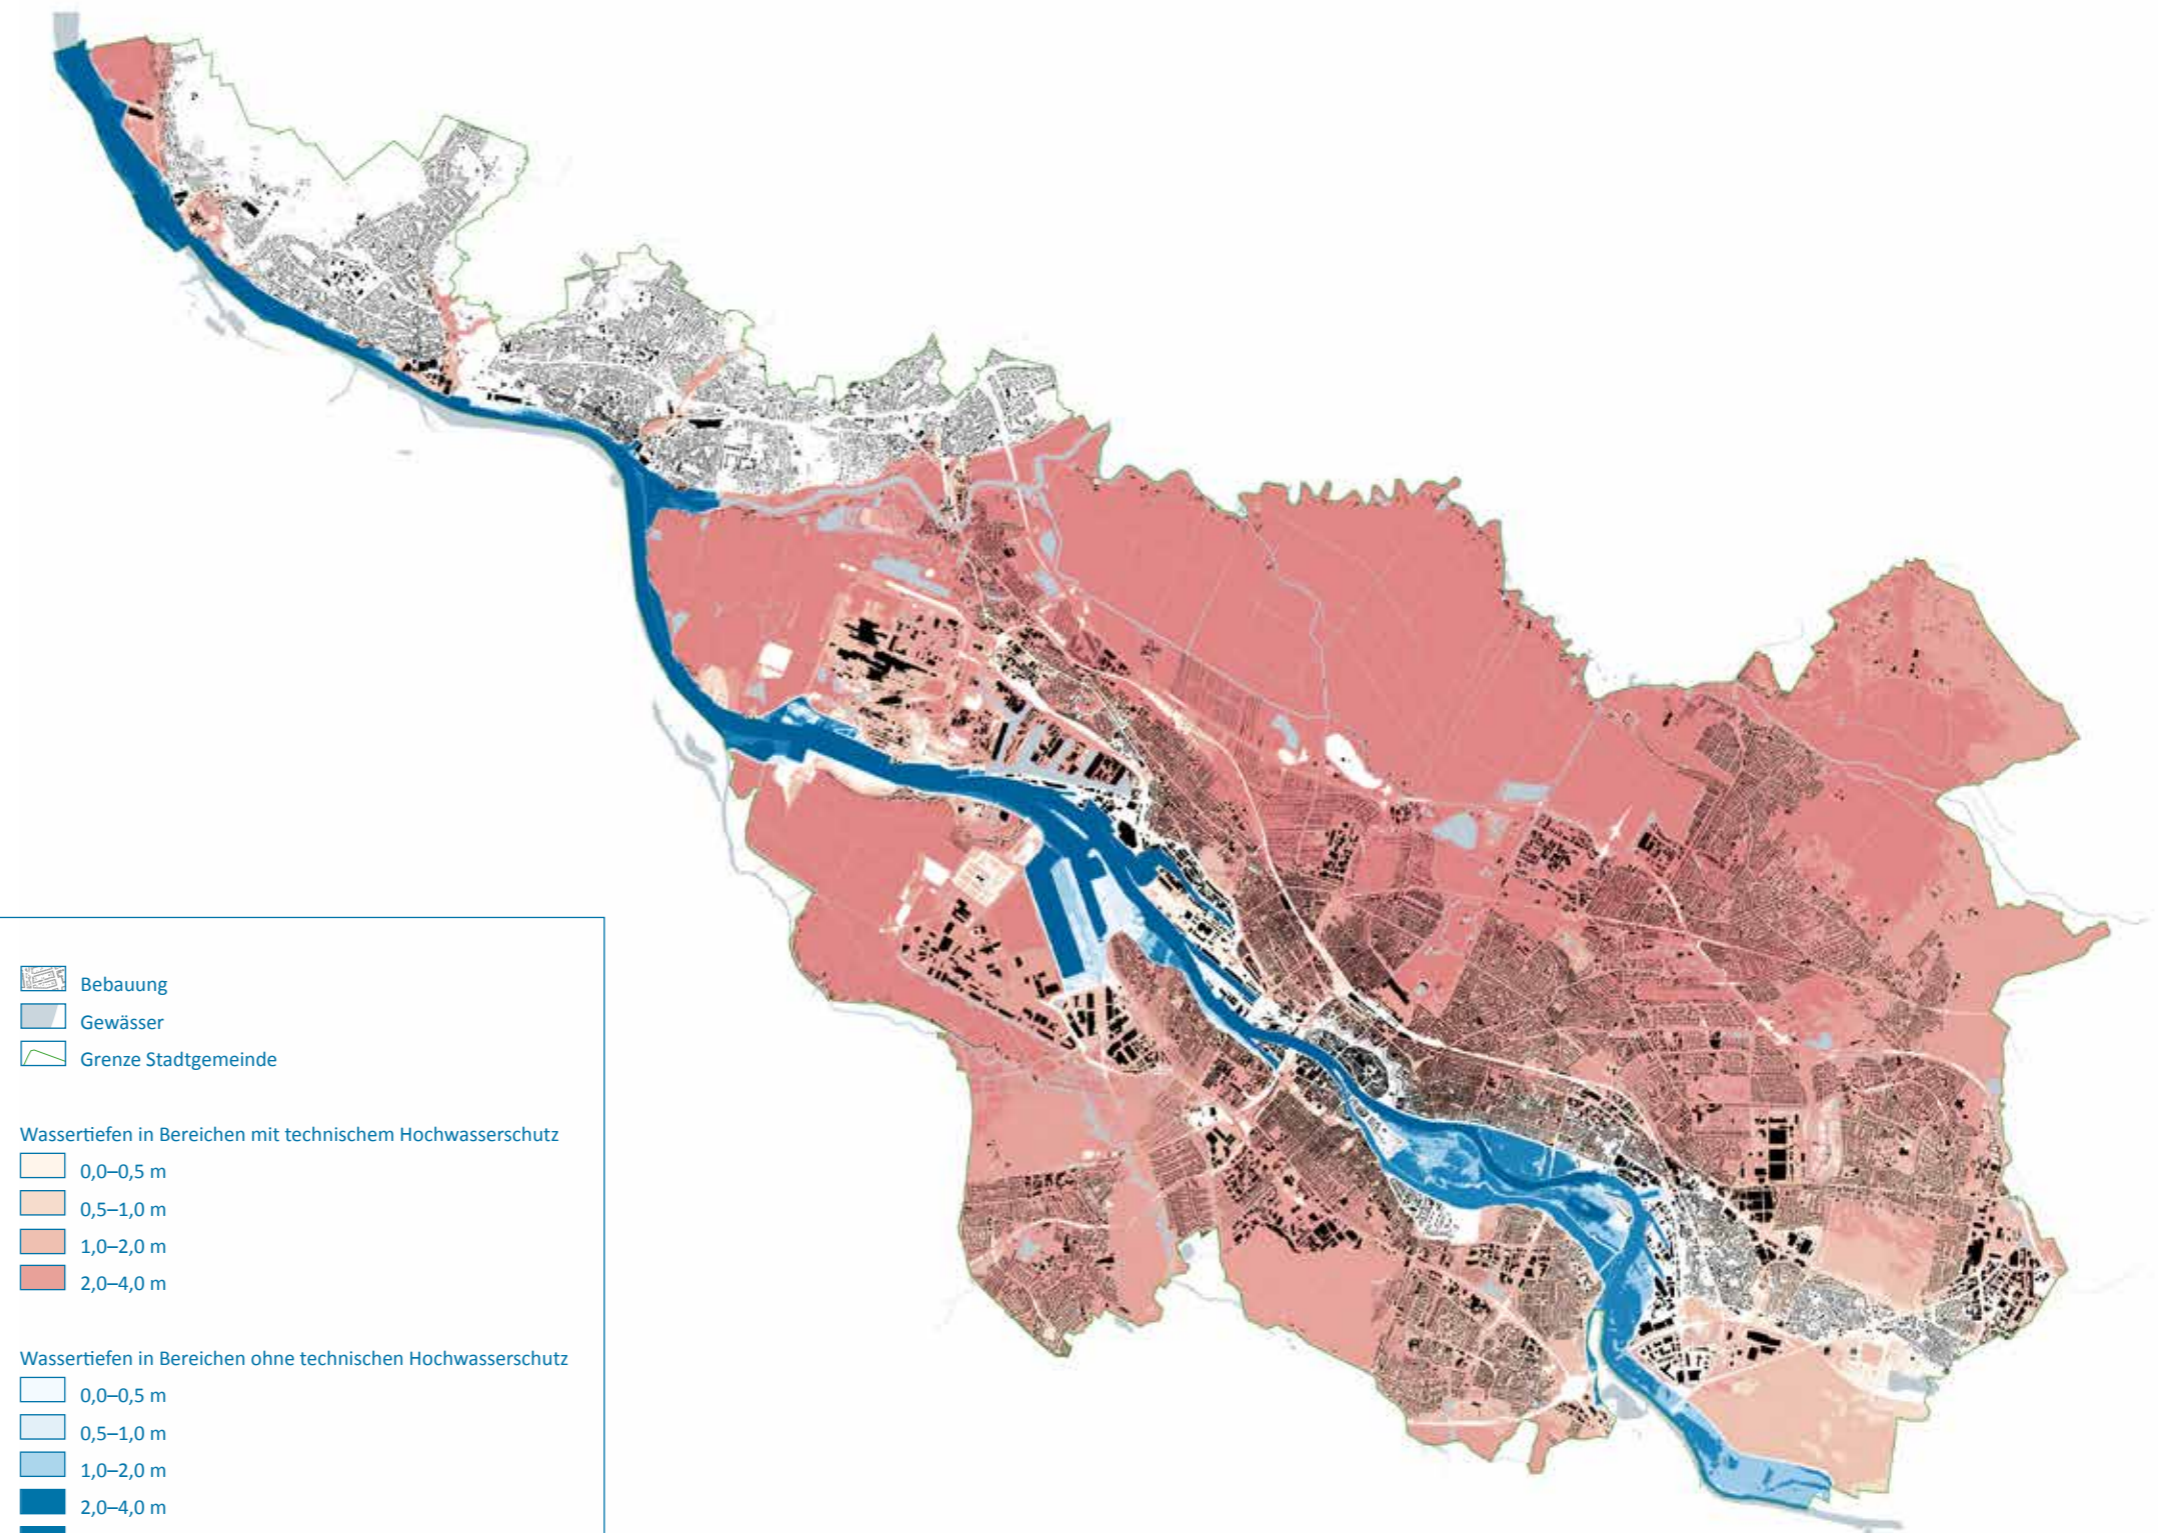 Bebauung
Gewässer
Grenze Stadtgemeinde
Wassertiefen in Bereichen mit technischem Hochwasserschutz
0,0–0,5 m
0,5–1,0 m
1,0–2,0 m
2,0–4,0 m
Wassertiefen in Bereichen ohne technischen Hochwasserschutz
0,0–0,5 m
0,5–1,0 m
1,0–2,0 m
2,0–4,0 m